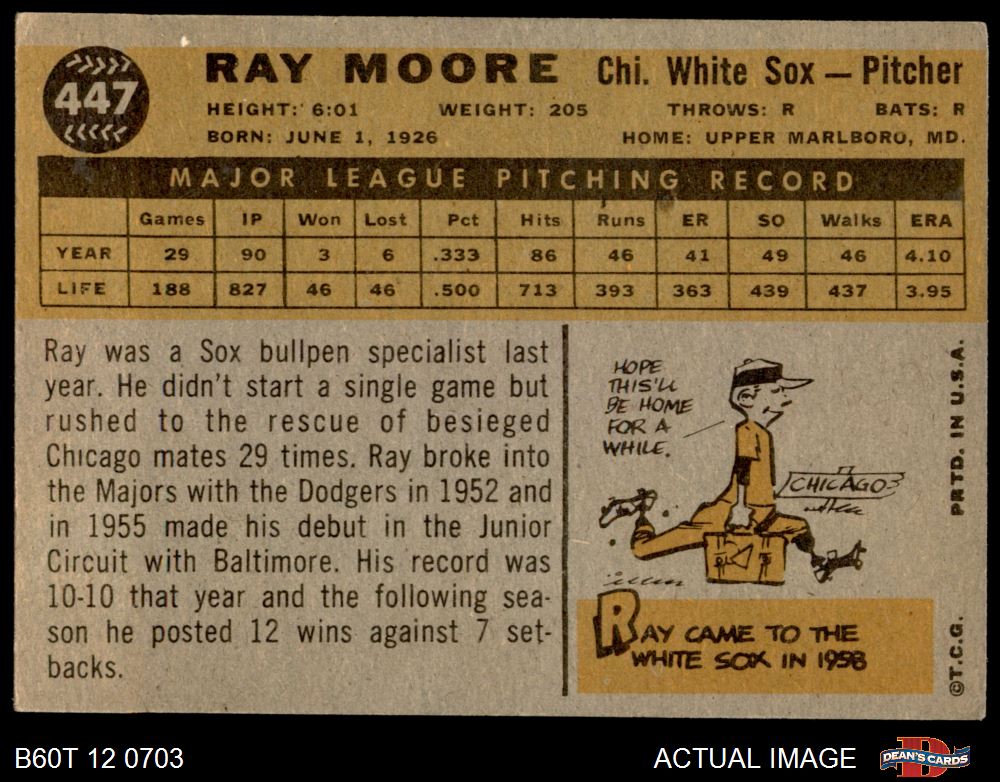 447
RAY MOORE Chi. White Sox — Pitcher
HEIGHT: 6:01 WEIGHT: 205 THROWS: R BATS: R
BORN: JUNE 1, 1926 HOME: UPPER MARLBORO, MD.
MAJOR LEAGUE PITCHING RECORD
Games IP Won Lost Pct Hits Runs ER SO Walks ERA
YEAR 29 90 3 6 .333 86 46 41 49 46 4.10
LIFE 188 827 46 46 .500 713 393 363 439 437 3.95
Ray was a Sox bullpen specialist last
year. He didn't start a single game but
rushed to the rescue of besieged
Chicago mates 29 times. Ray broke into
the Majors with the Dodgers in 1952 and
in 1955 made his debut in the Junior
Circuit with Baltimore. His record was
10-10 that year and the following sea-
son he posted 12 wins against 7 set-
backs.
HOPE
THIS'LL
BE HOME
FOR A
WHILE.
CHICAGO
RAY CAME TO THE
WHITE SOX IN 1958
©T.C.G. PRTD. IN U.S.A.
B60T 12 0703 ACTUAL IMAGE DEAN'S CARDS